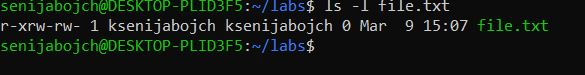 senijabojch@DESKTOP-PLID3F5:~/labs$ ls -l file.txt
r-xrw-rw- 1 ksenijabojch ksenijabojch 0 Mar  9 15:07 file.txt
senijabojch@DESKTOP-PLID3F5:~/labs$